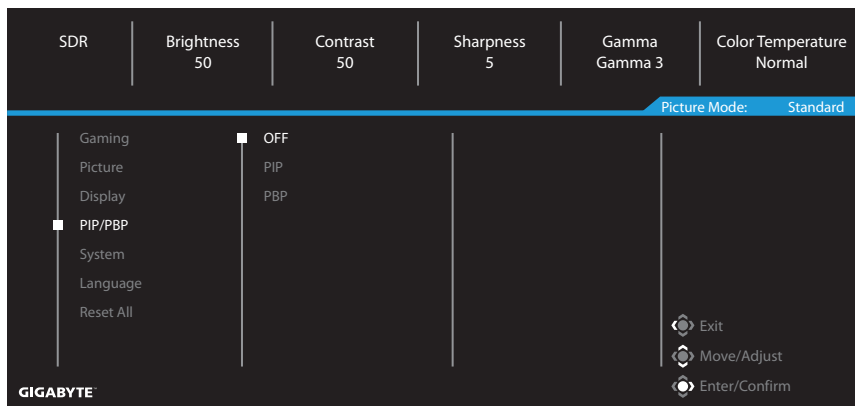 SDR
Brightness
50
Contrast
50
Sharpness
5
Gamma
Gamma 3
Color Temperature
Normal
Picture Mode: Standard
Gaming
Picture
Display
PIP/PBP
System
Language
Reset All
OFF
PIP
PBP
Exit
Move/Adjust
Enter/Confirm
GIGABYTE™